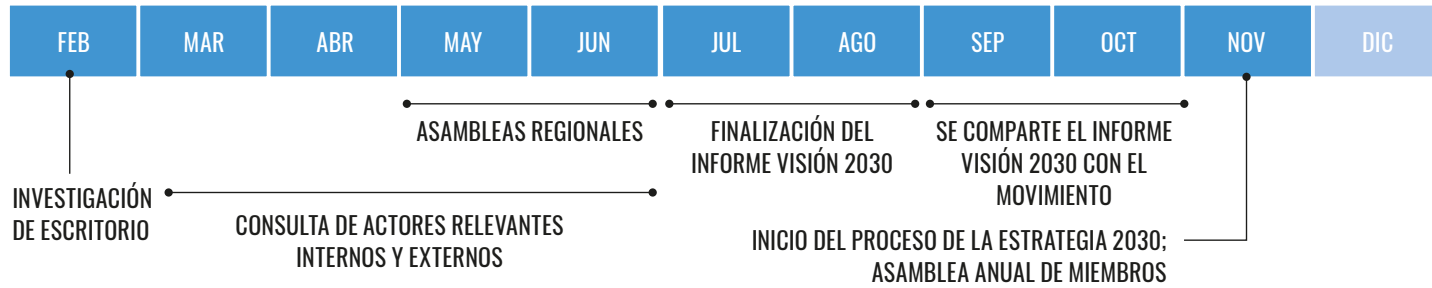 FEB MAR ABR MAY JUN JUL AGO SEP OCT NOV DIC
ASAMBLEAS REGIONALES
FINALIZACIÓN DEL
INFORME VISIÓN 2030
SE COMPARTE EL INFORME
VISIÓN 2030 CON EL
MOVIMIENTO
INVESTIGACIÓN
DE ESCRITORIO
CONSULTA DE ACTORES RELEVANTES
INTERNOS Y EXTERNOS
INICIO DEL PROCESO DE LA ESTRATEGIA 2030;
ASAMBLEA ANUAL DE MIEMBROS